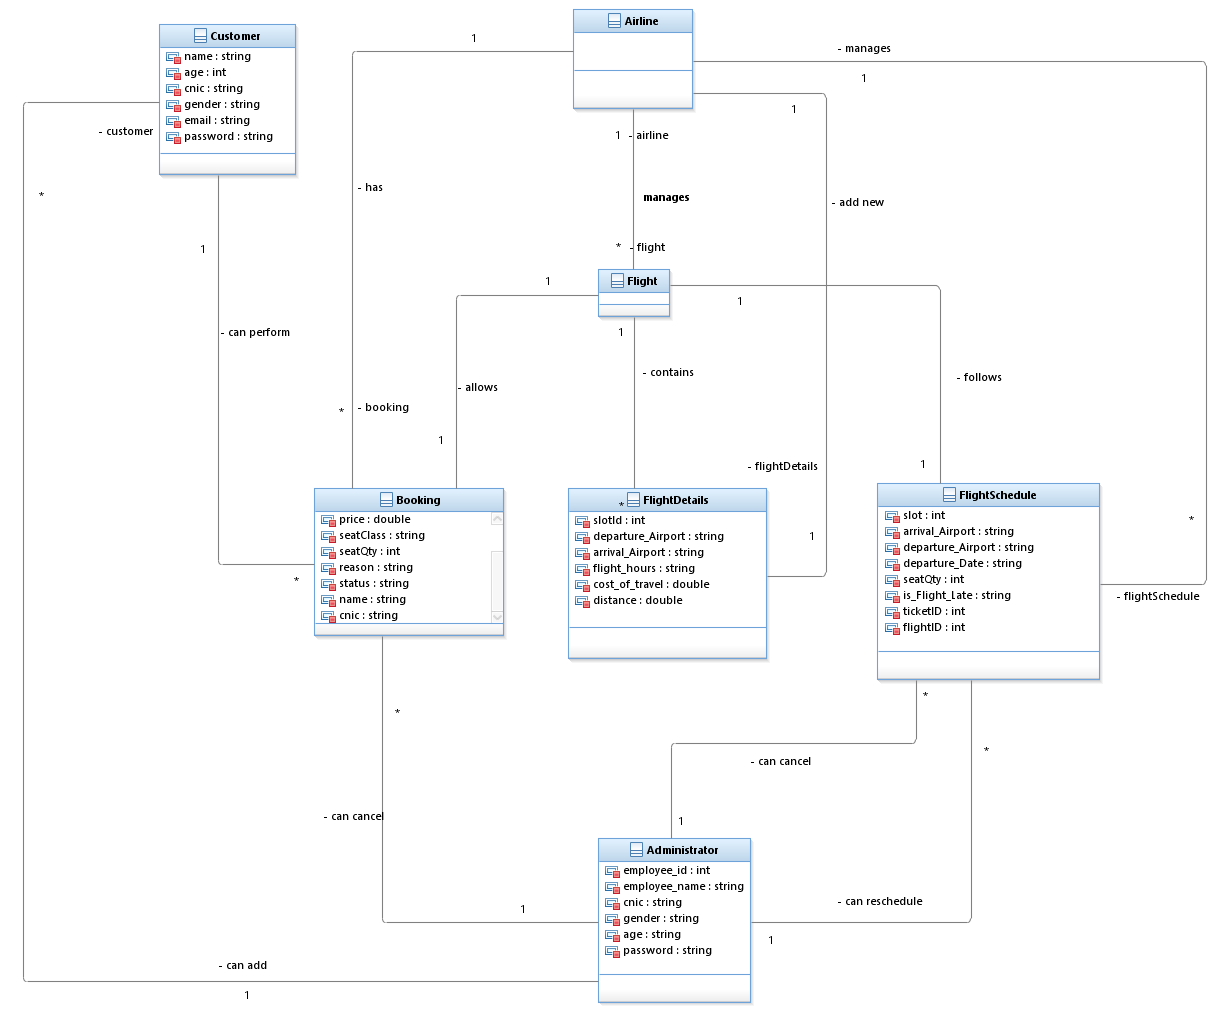 Airline
1
- manages
1
1
Customer
name : string
age : int
cnic : string
gender : string
email : string
password : string
- customer
*
1
- can perform
*
- has
*
- booking
1 - airline
manages
* - flight
- add new
Flight
1
1
1
- allows
1
- contains
- follows
1
- flightDetails
1
Booking
price : double
seatClass : string
seatQty : int
reason : string
status : string
name : string
cnic : string
* FlightDetails
slotId : int
departure_Airport : string
arrival_Airport : string
flight_hours : string
cost_of_travel : double
distance : double
FlightSchedule
slot : int
arrival_Airport : string
departure_Airport : string
departure_Date : string
seatQty : int
is_Flight_Late : string
ticketID : int
flightID : int
*
- flightSchedule
*
- can cancel
1
*
- can cancel
1
*
- can reschedule
1
Administrator
employee_id : int
employee_name : string
cnic : string
gender : string
age : string
password : string
- can add
1